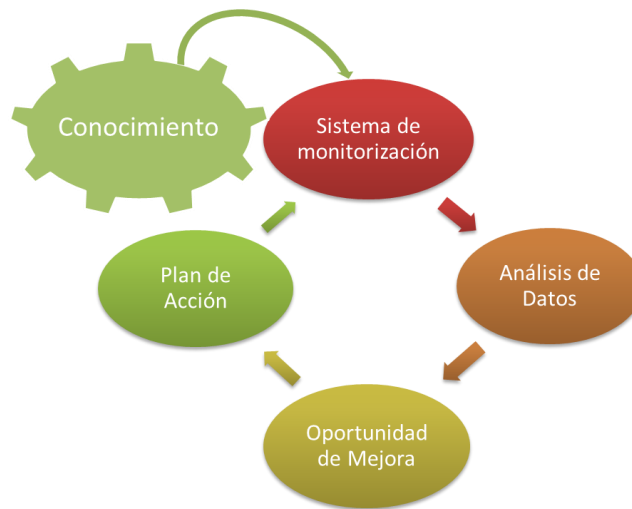 Conocimiento
Sistema de
monitorización
Análisis de
Datos
Oportunidad
de Mejora
Plan de
Acción